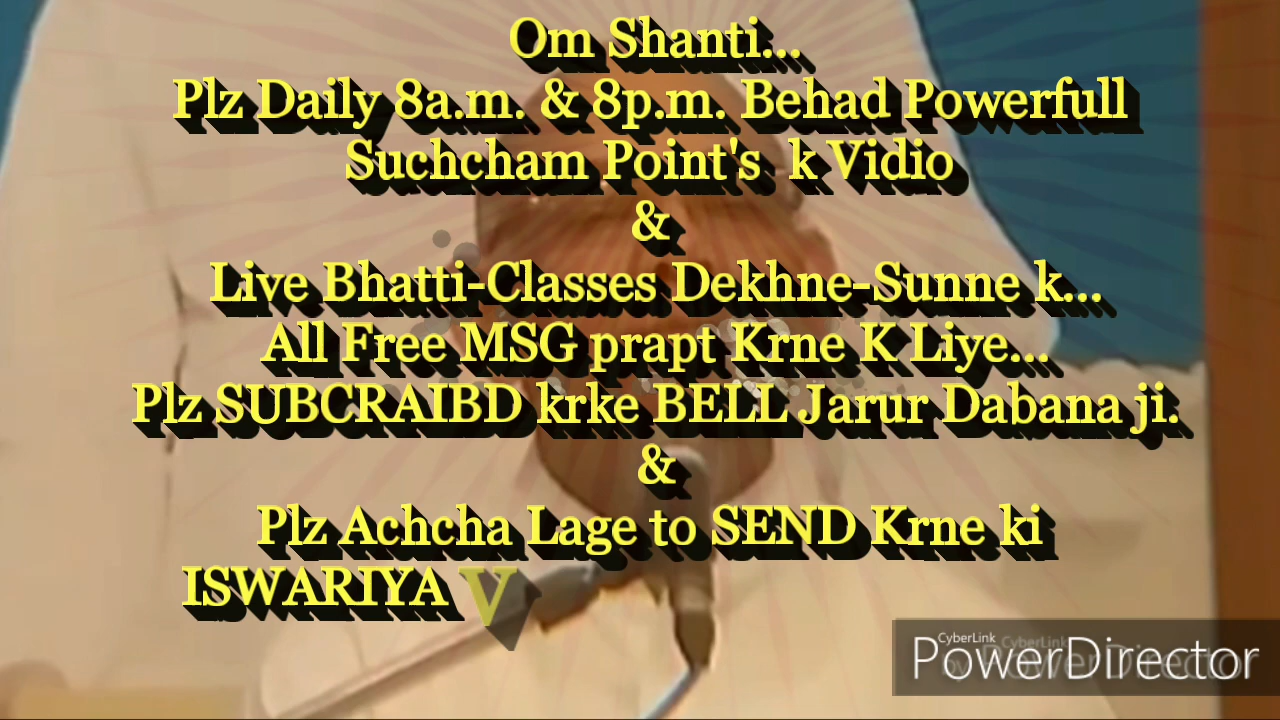 Om Shanti...
Plz Daily 8a.m. & 8p.m. Behad Powerfull
Suchcham Point's k Vidio
&
Live Bhatti-Classes Dekhne-Sunne k...
All Free MSG prapt Krne K Liye...
Plz SUBCRAIBD krke BELL Jarur Dabana ji.
&
Plz Achcha Lage to SEND Krne ki
ISWARIYA V
CyberLink
PowerDirector